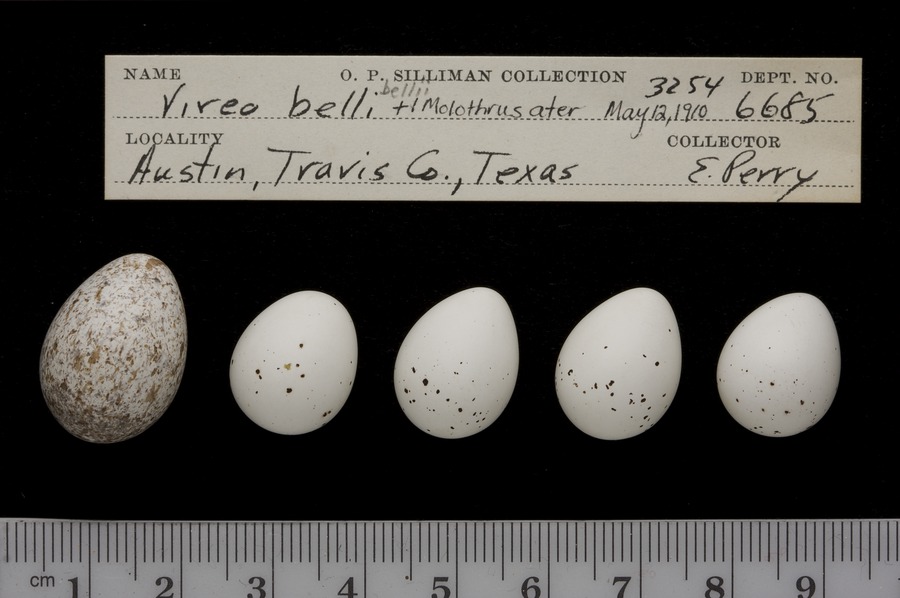 NAME O. P. SILLIMAN COLLECTION 3254 DEPT. NO.
Vireo belli bellii +1 Molothrus ater May 12, 1910 6685
LOCALITY COLLECTOR
Austin, Travis Co., Texas E. Perry
cm 1 2 3 4 5 6 7 8 9